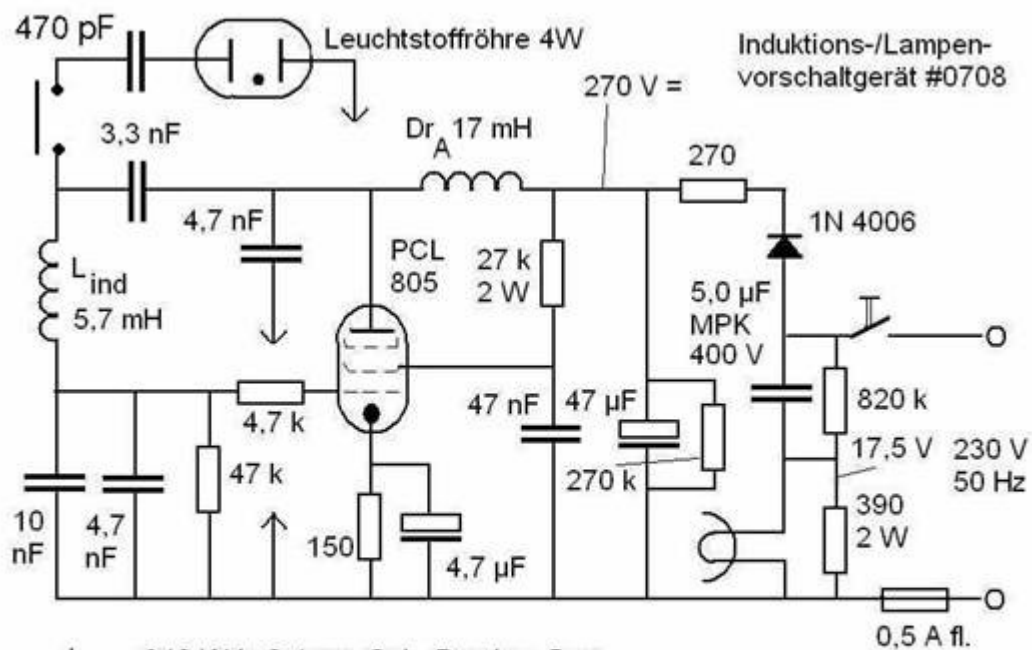 470 pF
Leuchtstoffröhre 4W
Induktions-/Lampen-
vorschaltgerät #0708
270 V =
3,3 nF
Dr_A 17 mH
270
4,7 nF
PCL
805
27 k
2 W
1N 4006
L_ind
5,7 mH
5,0 µF
MPK
400 V
4,7 k
47 nF
47 µF
820 k
47 k
270 k
17,5 V
230 V
50 Hz
10
nF
4,7
nF
150
4,7 µF
390
2 W
0,5 A fl.